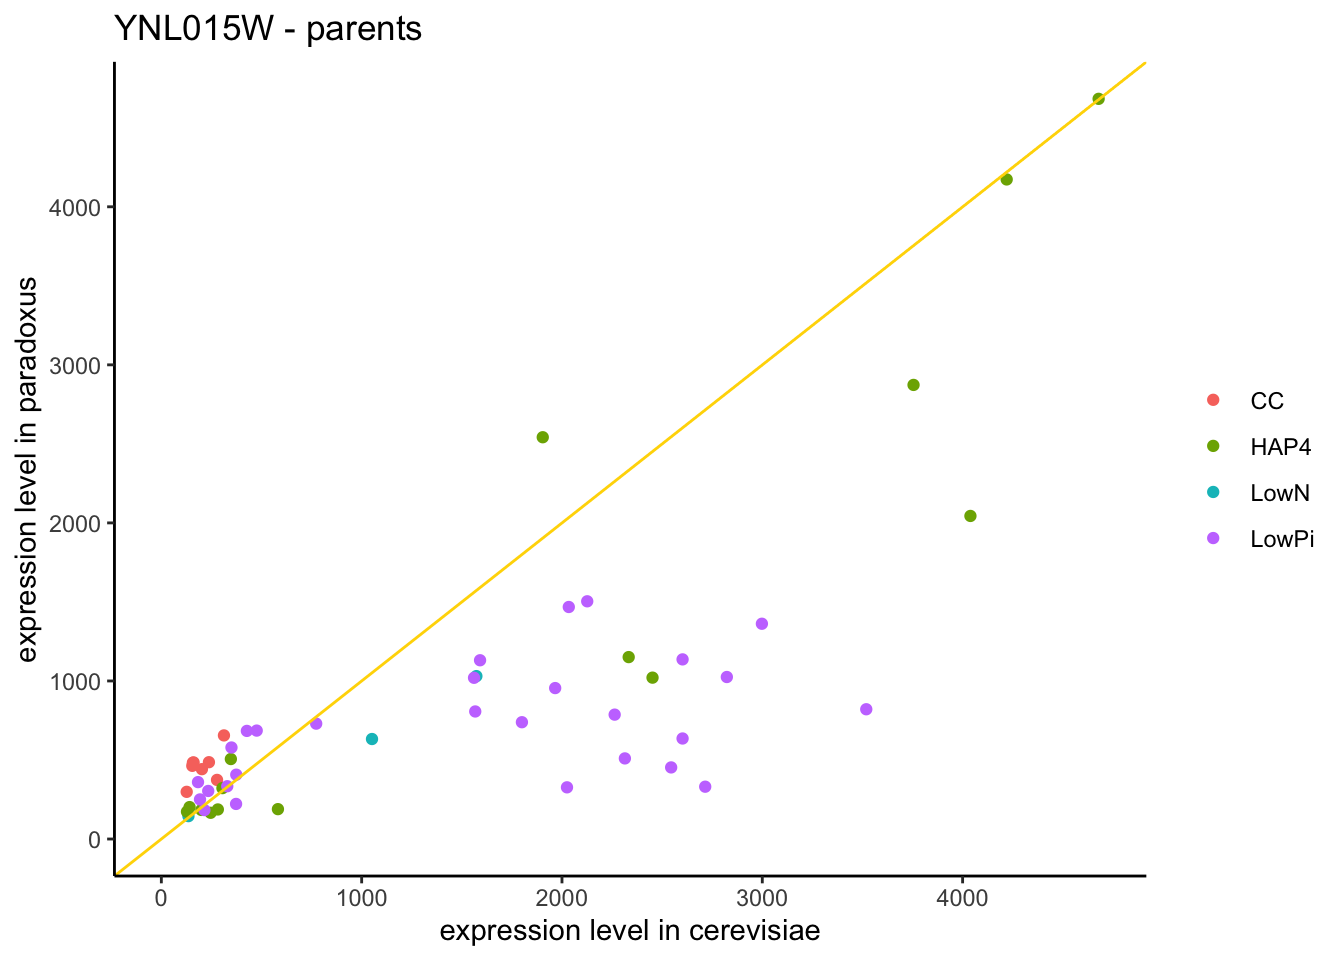 YNL015W - parents
expression level in paradoxus
4000
3000
2000
1000
0
0 1000 2000 3000 4000
expression level in cerevisiae
CC
HAP4
LowN
LowPi